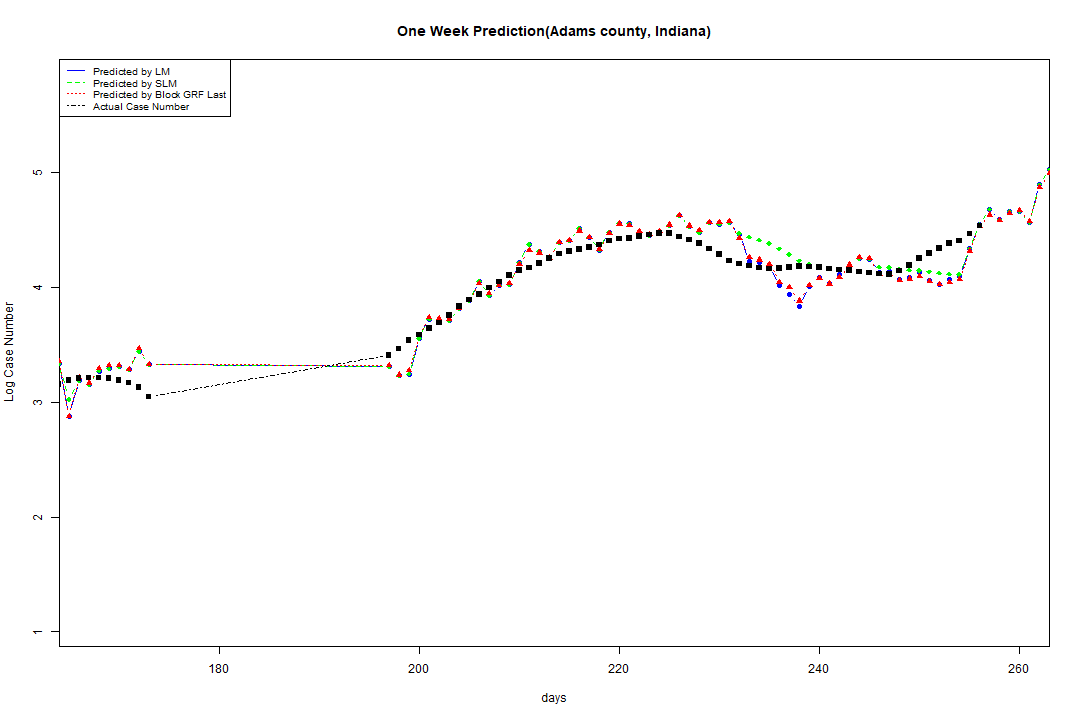 One Week Prediction(Adams county, Indiana)
Predicted by LM
Predicted by SLM
Predicted by Block GRF Last
Actual Case Number
5
4
3
2
1
Log Case Number
180 200 220 240 260
days